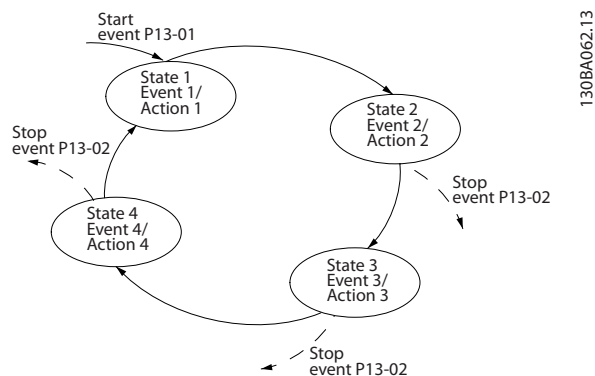 Start
event P13-01
State 1
Event 1/
Action 1
State 2
Event 2/
Action 2
Stop
event P13-02
State 3
Event 3/
Action 3
Stop
event P13-02
State 4
Event 4/
Action 4
Stop
event P13-02
130BA062.13